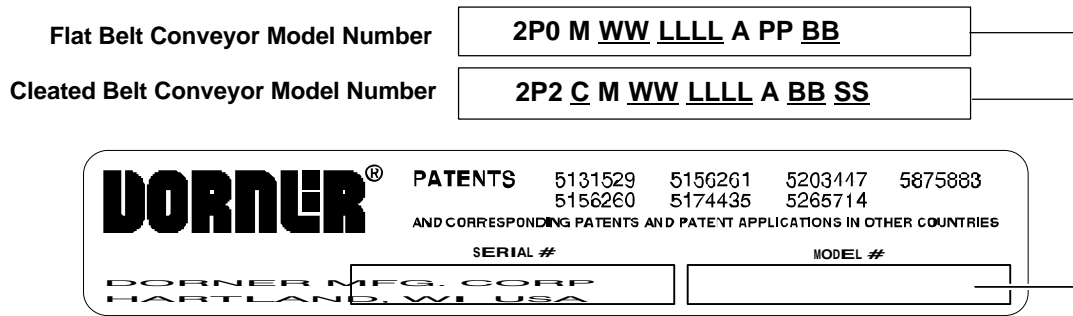 Flat Belt Conveyor Model Number 2P0 M WW LLLL A PP BB
Cleated Belt Conveyor Model Number 2P2 C M WW LLLL A BB SS
DORNER® PATENTS 5131529 5156261 5203447 5875883
5156260 5174435 5265714
AND CORRESPONDING PATENTS AND PATENT APPLICATIONS IN OTHER COUNTRIES
SERIAL # MODEL #
DORNER MFG. CORP
HARTLAND, WI USA